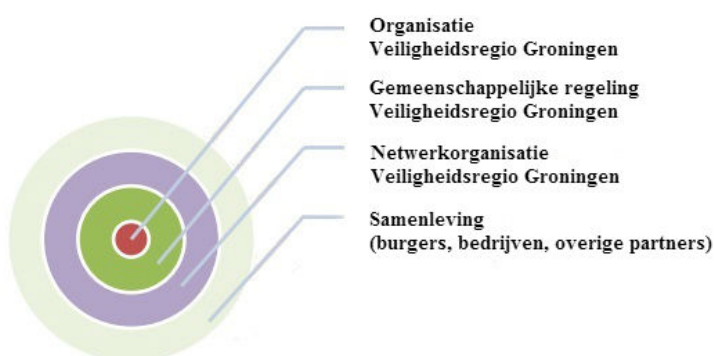 Organisatie
Veiligheidsregio Groningen
Gemeenschappelijke regeling
Veiligheidsregio Groningen
Netwerkorganisatie
Veiligheidsregio Groningen
Samenleving
(burgers, bedrijven, overige partners)